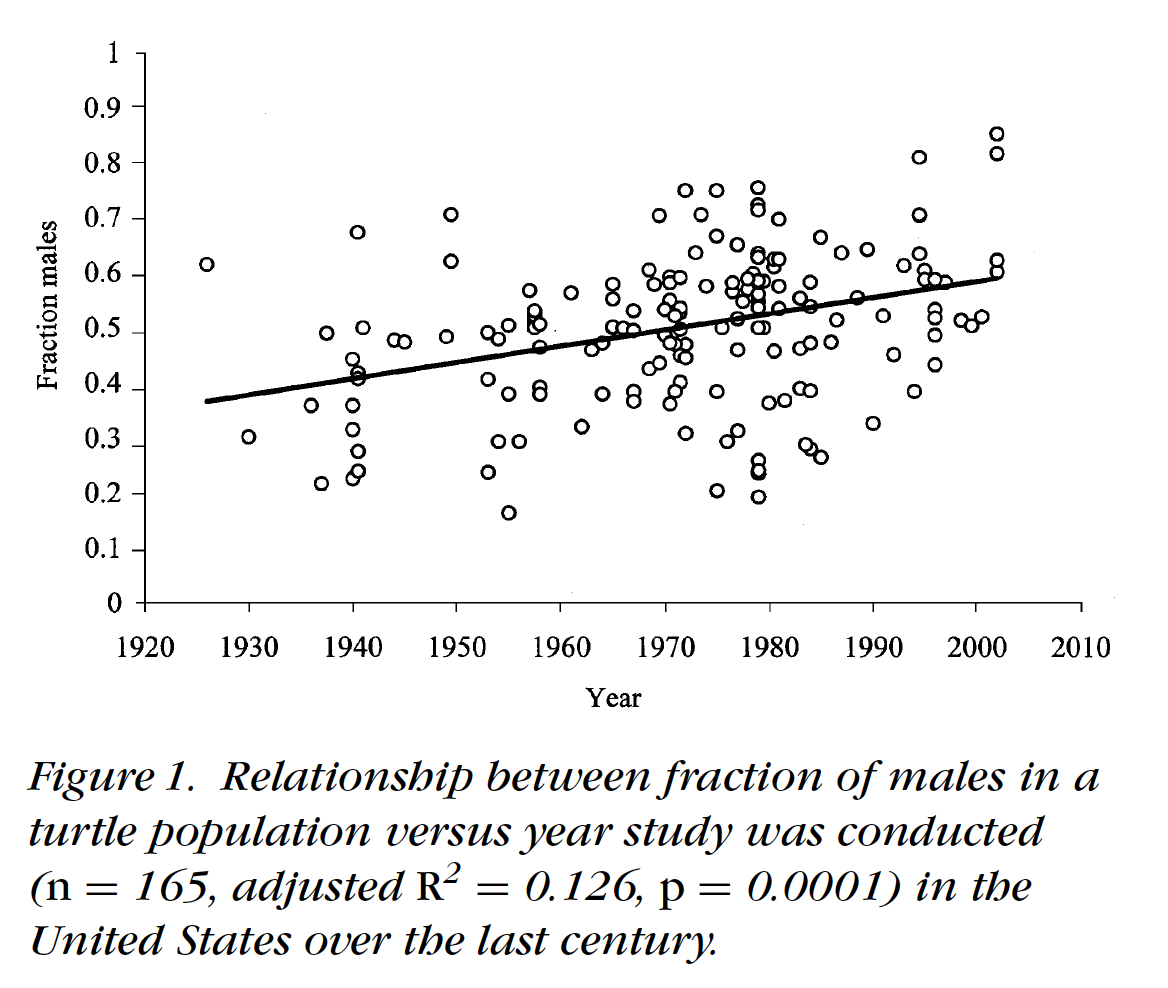 1
0.9
0.8
0.7
0.6
0.5
0.4
0.3
0.2
0.1
0
Fraction males
1920 1930 1940 1950 1960 1970 1980 1990 2000 2010
Year
Figure 1. Relationship between fraction of males in a
turtle population versus year study was conducted
(n = 165, adjusted R² = 0.126, p = 0.0001) in the
United States over the last century.